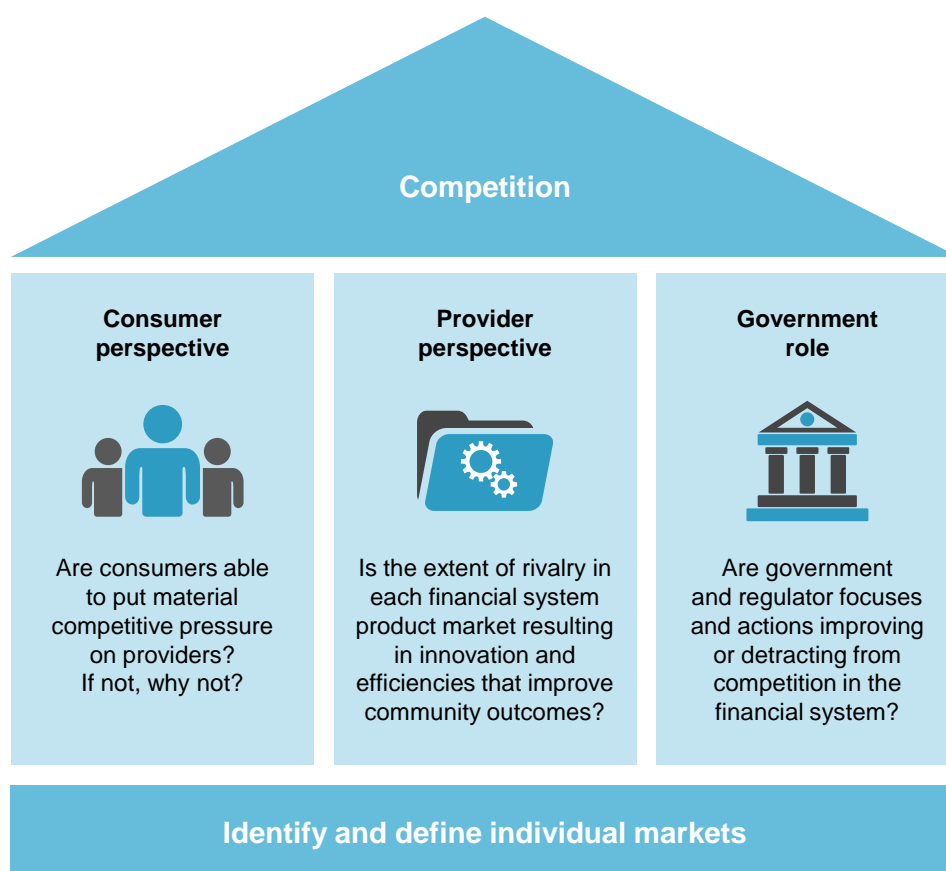 Competition
Consumer
perspective
Are consumers able
to put material
competitive pressure
on providers?
If not, why not?
Provider
perspective
Is the extent of rivalry in
each financial system
product market resulting
in innovation and
efficiencies that improve
community outcomes?
Government
role
Are government
and regulator focuses
and actions improving
or detracting from
competition in the
financial system?
Identify and define individual markets